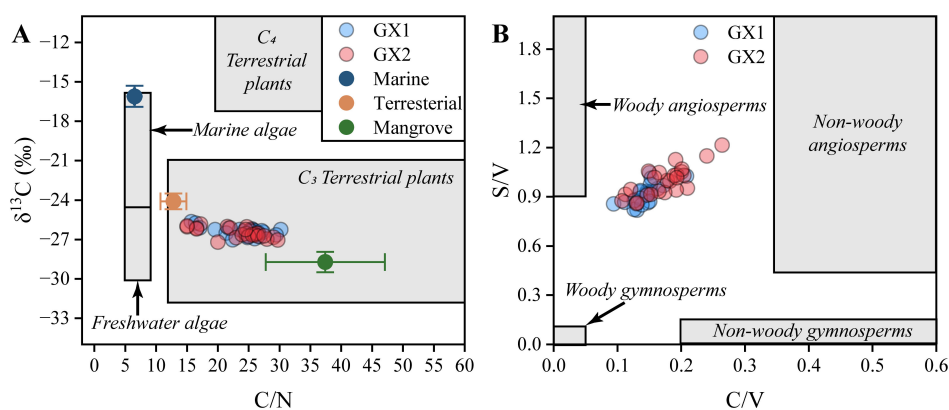 A
C₄
Terrestrial
plants
GX1
GX2
Marine
Terresterial
Mangrove
Marine algae
C₃ Terrestrial plants
Freshwater algae
−12
−15
−18
−21
−24
−27
−30
−33
δ¹³C (‰)
0 5 10 15 20 25 30 35 40 45 50 55 60
C/N
B
GX1
GX2
Woody angiosperms
Non-woody
angiosperms
Woody gymnosperms
Non-woody gymnosperms
1.8
1.5
1.2
0.9
0.6
0.3
0.0
S/V
0.0 0.1 0.2 0.3 0.4 0.5 0.6
C/V